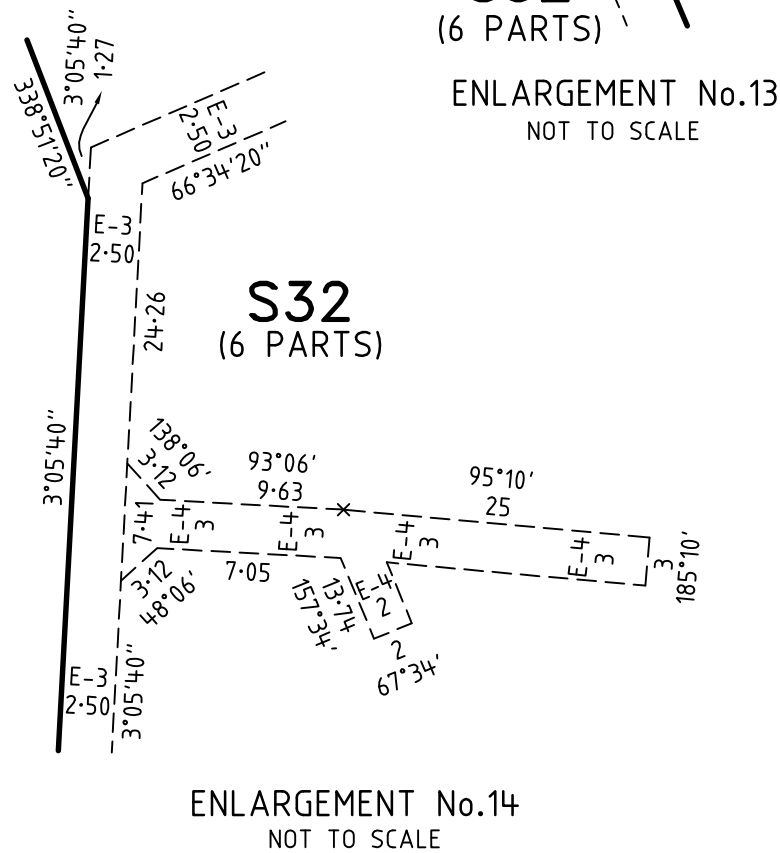 (6 PARTS)
ENLARGEMENT No.13
NOT TO SCALE
338°51'20"
3°05'40"
1·27
E-3
2·50
66°34'20"
E-3
2·50
S32
(6 PARTS)
24·26
3°05'40"
138°06'
3·12
93°06'
9·63
95°10'
25
7·41
E-4
3
E-4
3
E-4
3
E-4
3
3
185°10'
3·12
48°06'
7·05
157°34'
13·74
E-4
2
2
67°34'
E-3
2·50
3°05'40"
ENLARGEMENT No.14
NOT TO SCALE